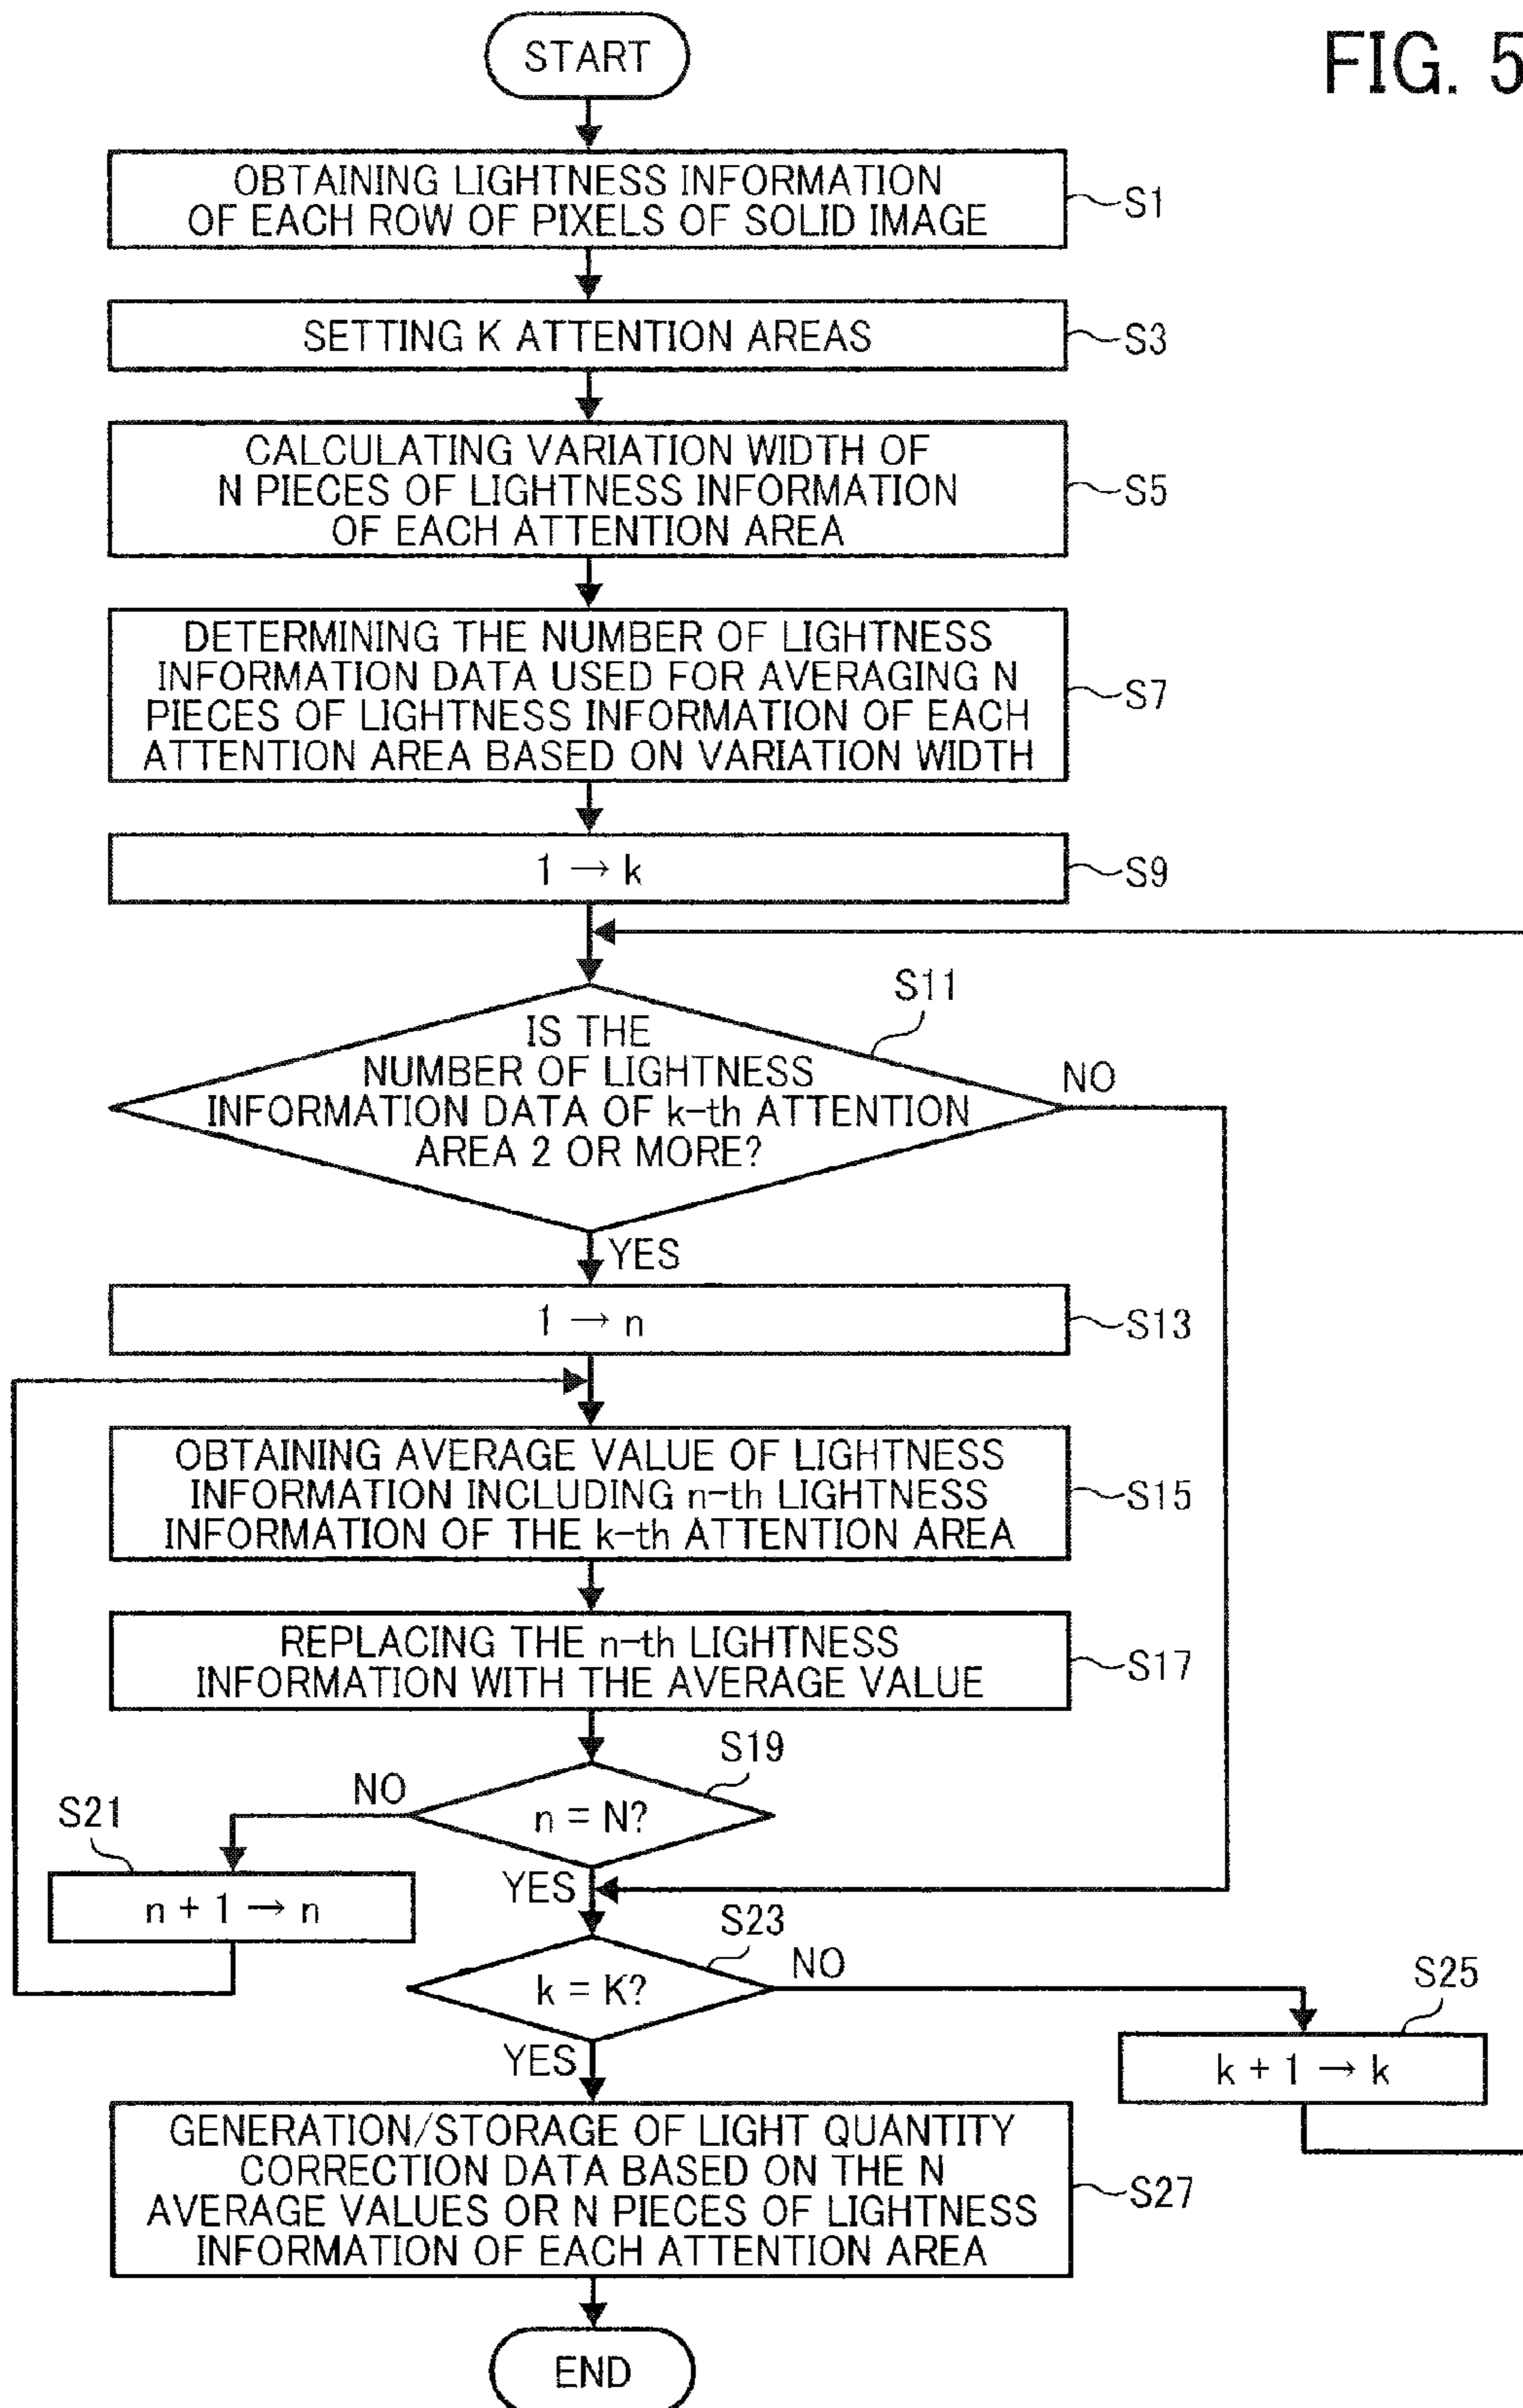 START
FIG. 5
OBTAINING LIGHTNESS INFORMATION
OF EACH ROW OF PIXELS OF SOLID IMAGE
S1
SETTING K ATTENTION AREAS
S3
CALCULATING VARIATION WIDTH OF
N PIECES OF LIGHTNESS INFORMATION
OF EACH ATTENTION AREA
S5
DETERMINING THE NUMBER OF LIGHTNESS
INFORMATION DATA USED FOR AVERAGING N
PIECES OF LIGHTNESS INFORMATION OF EACH
ATTENTION AREA BASED ON VARIATION WIDTH
S7
1 → k
S9
S11
IS THE
NUMBER OF LIGHTNESS
INFORMATION DATA OF k-th ATTENTION
AREA 2 OR MORE?
NO
YES
1 → n
S13
OBTAINING AVERAGE VALUE OF LIGHTNESS
INFORMATION INCLUDING n-th LIGHTNESS
INFORMATION OF THE k-th ATTENTION AREA
S15
REPLACING THE n-th LIGHTNESS
INFORMATION WITH THE AVERAGE VALUE
S17
S19
n = N?
NO
S21
n + 1 → n
YES
S23
k = K?
NO
S25
k + 1 → k
YES
GENERATION/STORAGE OF LIGHT QUANTITY
CORRECTION DATA BASED ON THE N
AVERAGE VALUES OR N PIECES OF LIGHTNESS
INFORMATION OF EACH ATTENTION AREA
S27
END